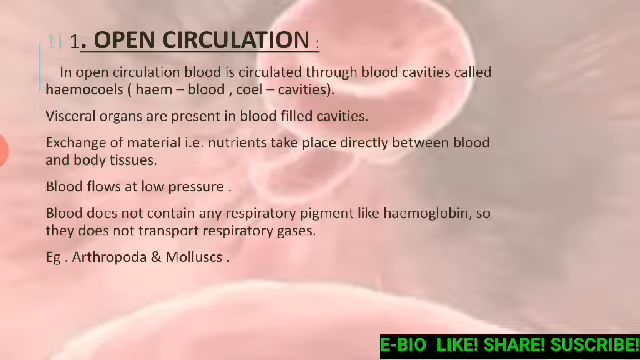 1) 1. OPEN CIRCULATION :
In open circulation blood is circulated through blood cavities called
haemocoels ( haem – blood , coel – cavities).
Visceral organs are present in blood filled cavities.
Exchange of material i.e. nutrients take place directly between blood
and body tissues.
Blood flows at low pressure .
Blood does not contain any respiratory pigment like haemoglobin, so
they does not transport respiratory gases.
Eg . Arthropoda & Molluscs .
E-BIO LIKE! SHARE! SUSCRIBE!